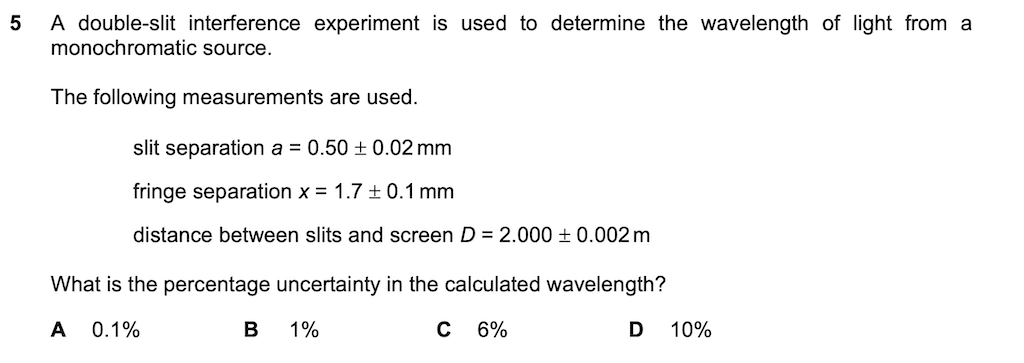 5 A double-slit interference experiment is used to determine the wavelength of light from a
monochromatic source.
The following measurements are used.
slit separation a = 0.50 ± 0.02 mm
fringe separation x = 1.7 ± 0.1 mm
distance between slits and screen D = 2.000 ± 0.002 m
What is the percentage uncertainty in the calculated wavelength?
A 0.1% B 1% C 6% D 10%